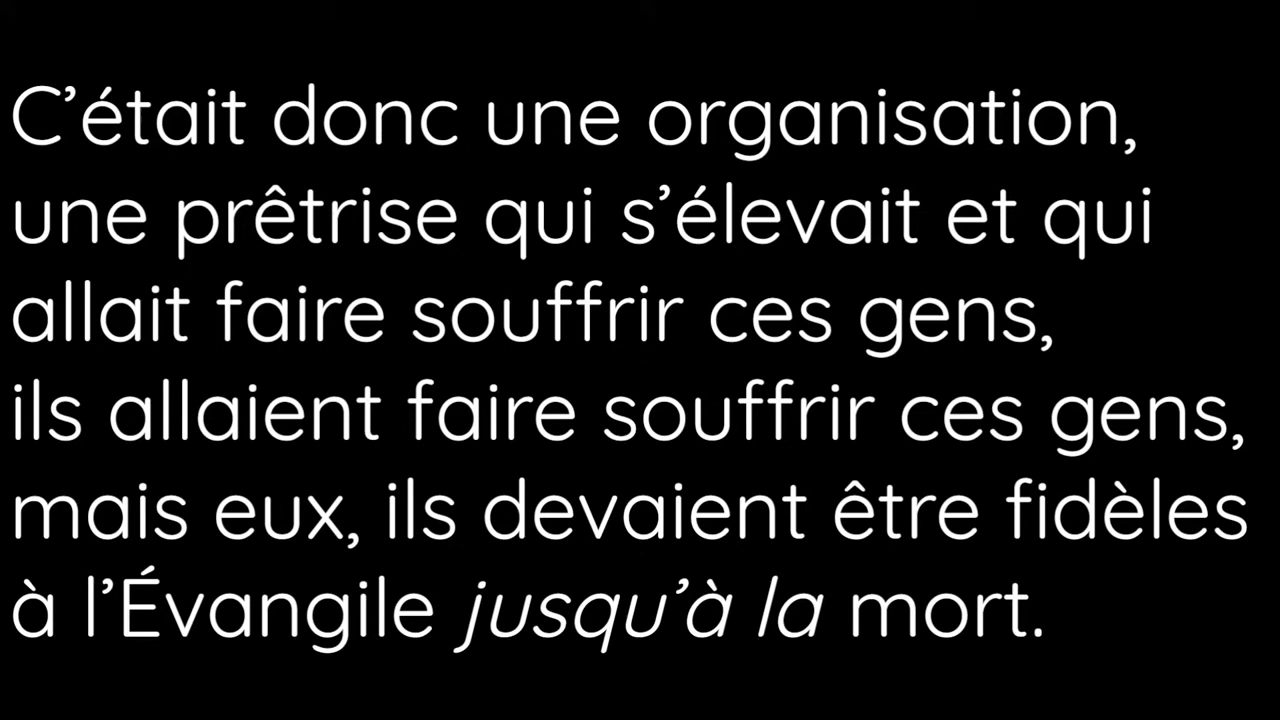 C’était donc une organisation,
une prêtrise qui s’élevait et qui
allait faire souffrir ces gens,
ils allaient faire souffrir ces gens,
mais eux, ils devaient être fidèles
à l’Évangile jusqu’à la mort.